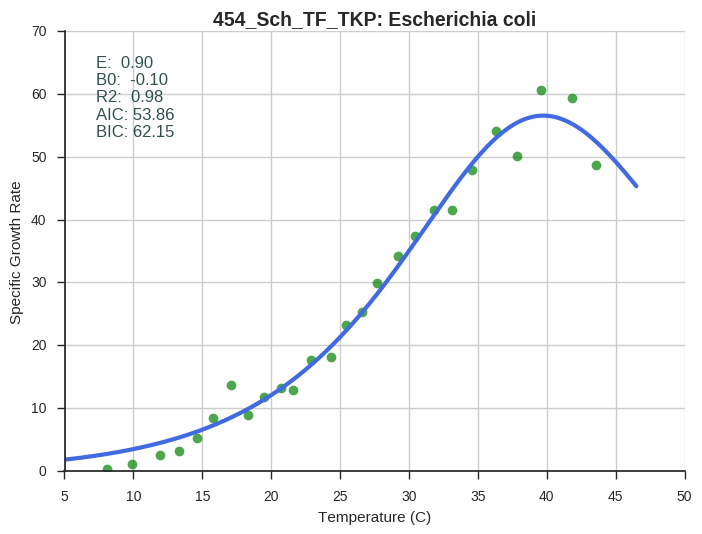 454_Sch_TF_TKP: Escherichia coli
70
60
50
40
30
20
10
0
E: 0.90
B0: -0.10
R2: 0.98
AIC: 53.86
BIC: 62.15
Specific Growth Rate
5 10 15 20 25 30 35 40 45 50
Temperature (C)